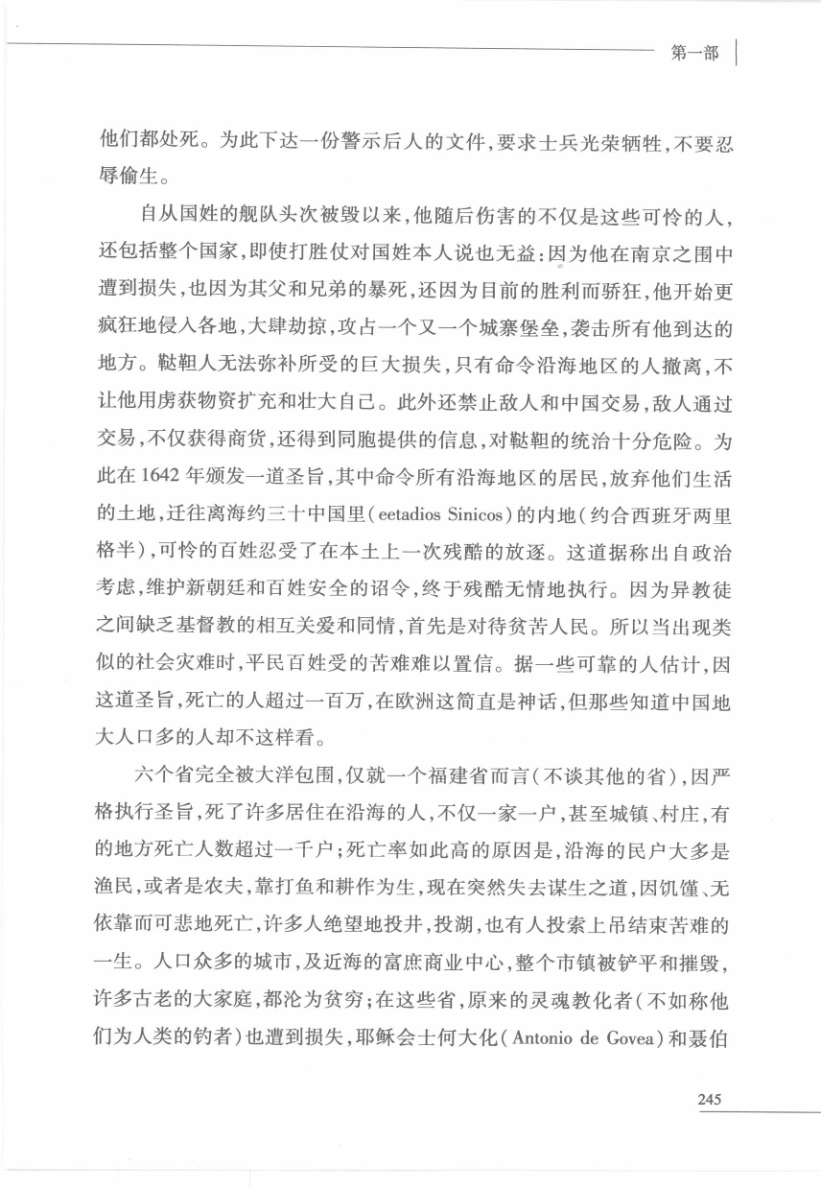 第一部
他们都处死。为此下达一份警示后人的文件,要求士兵光荣牺牲,不要忍
辱偷生。
自从国姓的舰队头次被毁以来,他随后伤害的不仅是这些可怜的人,
还包括整个国家,即使打胜仗对国姓本人说也无益:因为他在南京之围中
遭到损失,也因为其父和兄弟的暴死,还因为目前的胜利而骄狂,他开始更
疯狂地侵入各地,大肆劫掠,攻占一个又一个城寨堡垒,袭击所有他到达的
地方。鞑靼人无法弥补所受的巨大损失,只有命令沿海地区的人撤离,不
让他用虏获物资扩充和壮大自己。此外还禁止敌人和中国交易,敌人通过
交易,不仅获得商货,还得到同胞提供的信息,对鞑靼的统治十分危险。为
此在1642年颁发一道圣旨,其中命令所有沿海地区的居民,放弃他们生活
的土地,迁往离海约三十中国里(eetadios Sinicos)的内地(约合西班牙两里
格半),可怜的百姓忍受了在本土上一次残酷的放逐。这道据称出自政治
考虑,维护新朝廷和百姓安全的诏令,终于残酷无情地执行。因为异教徒
之间缺乏基督教的相互关爱和同情,首先是对待贫苦人民。所以当出现类
似的社会灾难时,平民百姓受的苦难难以置信。据一些可靠的人估计,因
这道圣旨,死亡的人超过一百万,在欧洲这简直是神话,但那些知道中国地
大人口多的人却不这样看。
六个省完全被大洋包围,仅就一个福建省而言(不谈其他的省),因严
格执行圣旨,死了许多居住在沿海的人,不仅一家一户,甚至城镇、村庄,有
的地方死亡人数超过一千户;死亡率如此高的原因是,沿海的民户大多是
渔民,或者是农夫,靠打鱼和耕作为生,现在突然失去谋生之道,因饥馑、无
依靠而可悲地死亡,许多人绝望地投井,投湖,也有人投索上吊结束苦难的
一生。人口众多的城市,及近海的富庶商业中心,整个市镇被铲平和摧毁,
许多古老的大家庭,都沦为贫穷;在这些省,原来的灵魂教化者(不如称他
们为人类的钓者)也遭到损失,耶稣会士何大化(Antonio de Govea)和聂伯
245